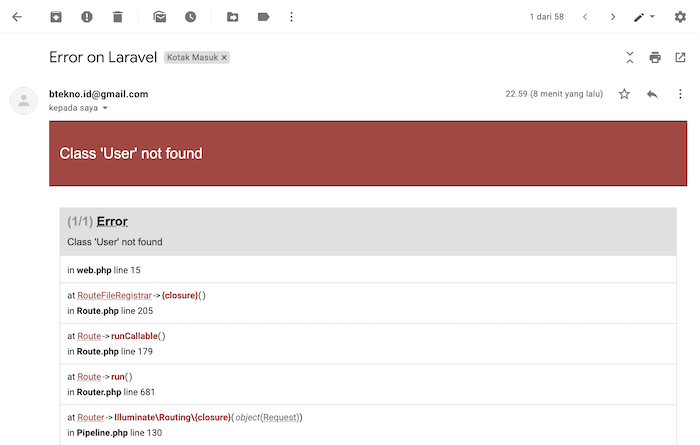 1 dari 58
Error on Laravel Kotak Masuk ×
btekno.id@gmail.com 22.59 (8 menit yang lalu)
kepada saya
Class 'User' not found
(1/1) Error
Class 'User' not found
in web.php line 15
at RouteFileRegistrar->{closure}()
in Route.php line 205
at Route->runCallable()
in Route.php line 179
at Route->run()
in Router.php line 681
at Router->Illuminate\Routing\{closure}(object(Request))
in Pipeline.php line 130